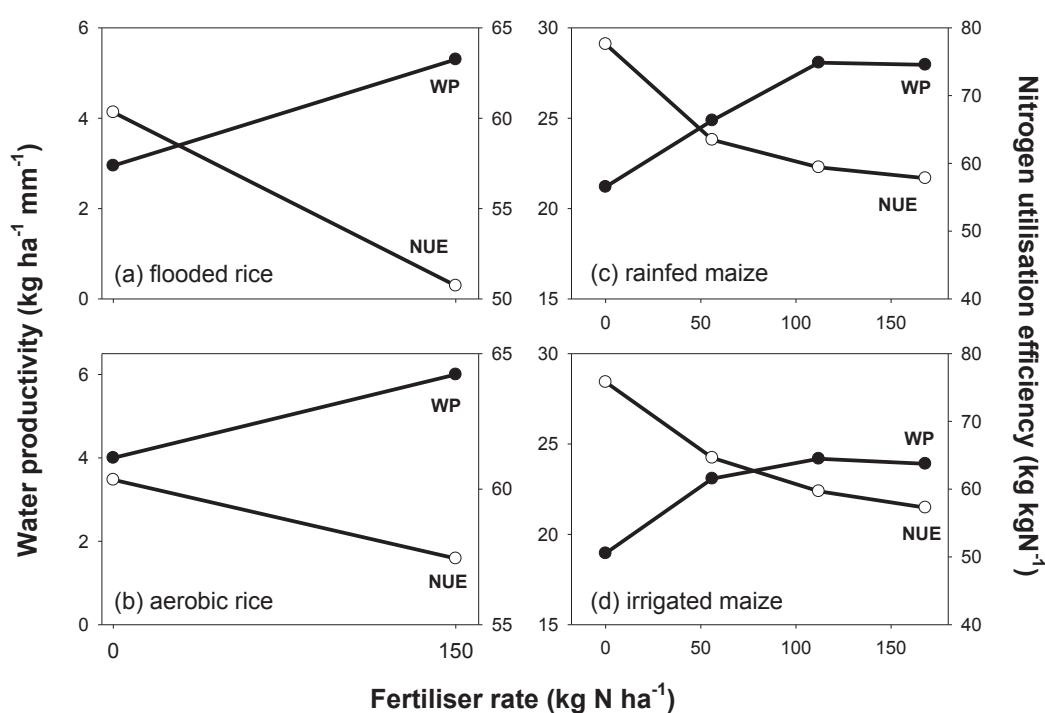 Water productivity (kg ha⁻¹ mm⁻¹)
Nitrogen utilisation efficiency (kg kgN⁻¹)
6
4
2
0
65
60
55
50
WP
NUE
(a) flooded rice
30
25
20
15
80
70
60
50
40
WP
NUE
(c) rainfed maize
0
50
100
150
6
4
2
0
65
60
55
WP
NUE
(b) aerobic rice
0
150
30
25
20
15
80
70
60
50
40
WP
NUE
(d) irrigated maize
0
50
100
150
Fertiliser rate (kg N ha⁻¹)